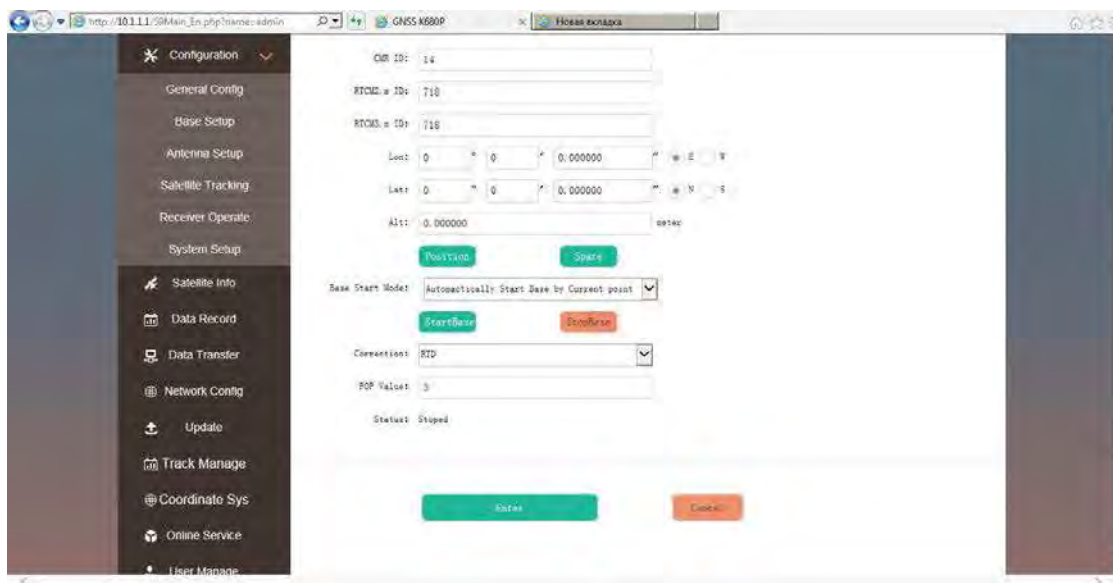 http://10.1.1.1/S9Main_En.php?name=admin GNSS K680P Новая вкладка
Configuration
General Config
Base Setup
Antenna Setup
Satellite Tracking
Receiver Operate
System Setup
Satellite Info
Data Record
Data Transfer
Network Config
Update
Track Manage
Coordinate Sys
Online Service
User Manage
CMR ID: 14
RTCM2.x ID: 718
RTCM3.x ID: 718
Lon: 0 ° 0 ′ 0.000000 ″ E W
Lat: 0 ° 0 ′ 0.000000 ″ N S
Alt: 0.000000 meter
Position Spare
Base Start Mode: Automactically Start Base by Current point
StartBase StopBase
Correction: RTD
PDP Value: 3
Status: Stoped
Enter Cancel